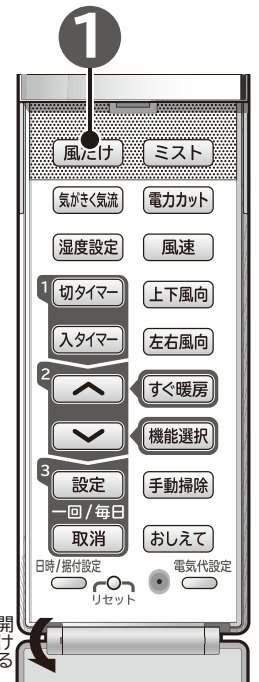 1
風だけ ミスト
気がきく気流 電力カット
湿度設定 風速
1 切タイマー 上下風向
入タイマー 左右風向
2 へ すぐ暖房
機能選択
3 設定 手動掃除
一回/毎日
取消 おしえて
日時/据付設定 電気代設定
リセット
開ける